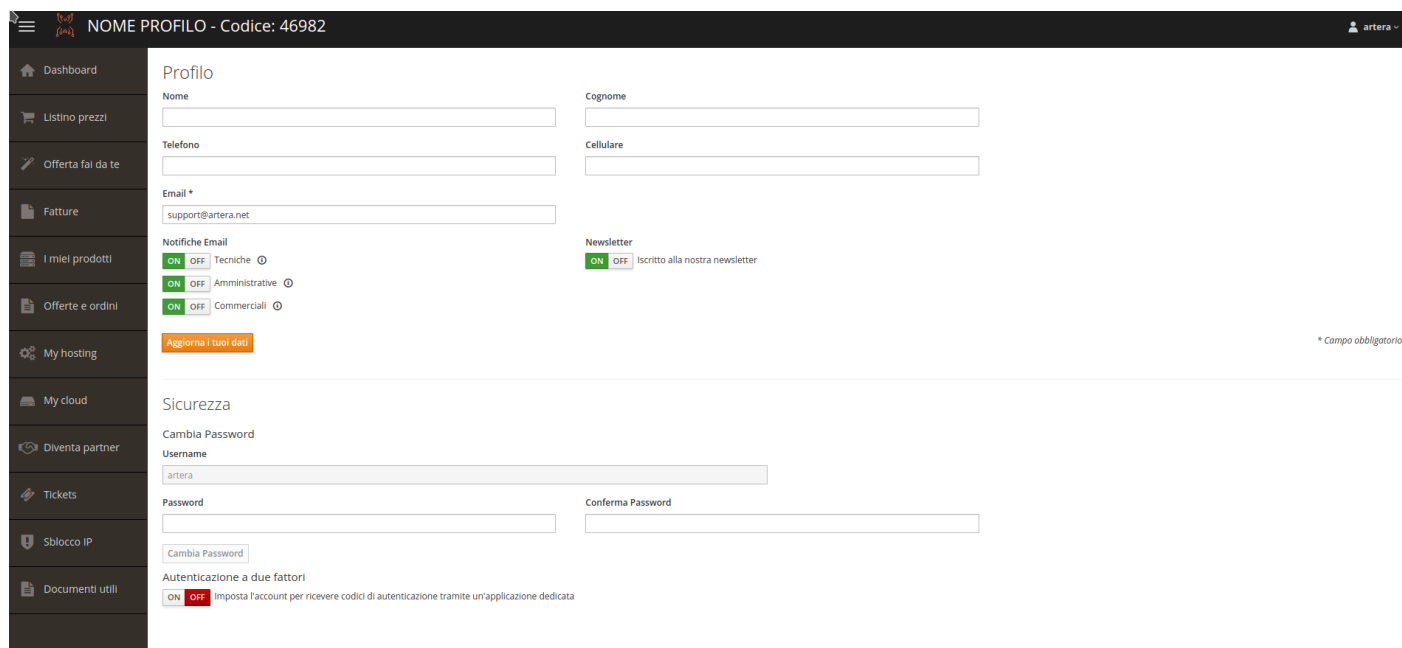 NOME PROFILO - Codice: 46982
artera
Dashboard
Listino prezzi
Offerta fai da te
Fatture
I miei prodotti
Offerte e ordini
My hosting
My cloud
Diventa partner
Tickets
Sblocco IP
Documenti utili
Profilo
Nome Cognome
Telefono Cellulare
Email *
support@artera.net
Notifiche Email Newsletter
ON OFF Tecniche ON OFF Iscritto alla nostra newsletter
ON OFF Amministrative
ON OFF Commerciali
Aggiorna i tuoi dati * Campo obbligatorio
Sicurezza
Cambia Password
Username
artera
Password Conferma Password
Cambia Password
Autenticazione a due fattori
ON OFF Imposta l'account per ricevere codici di autenticazione tramite un'applicazione dedicata